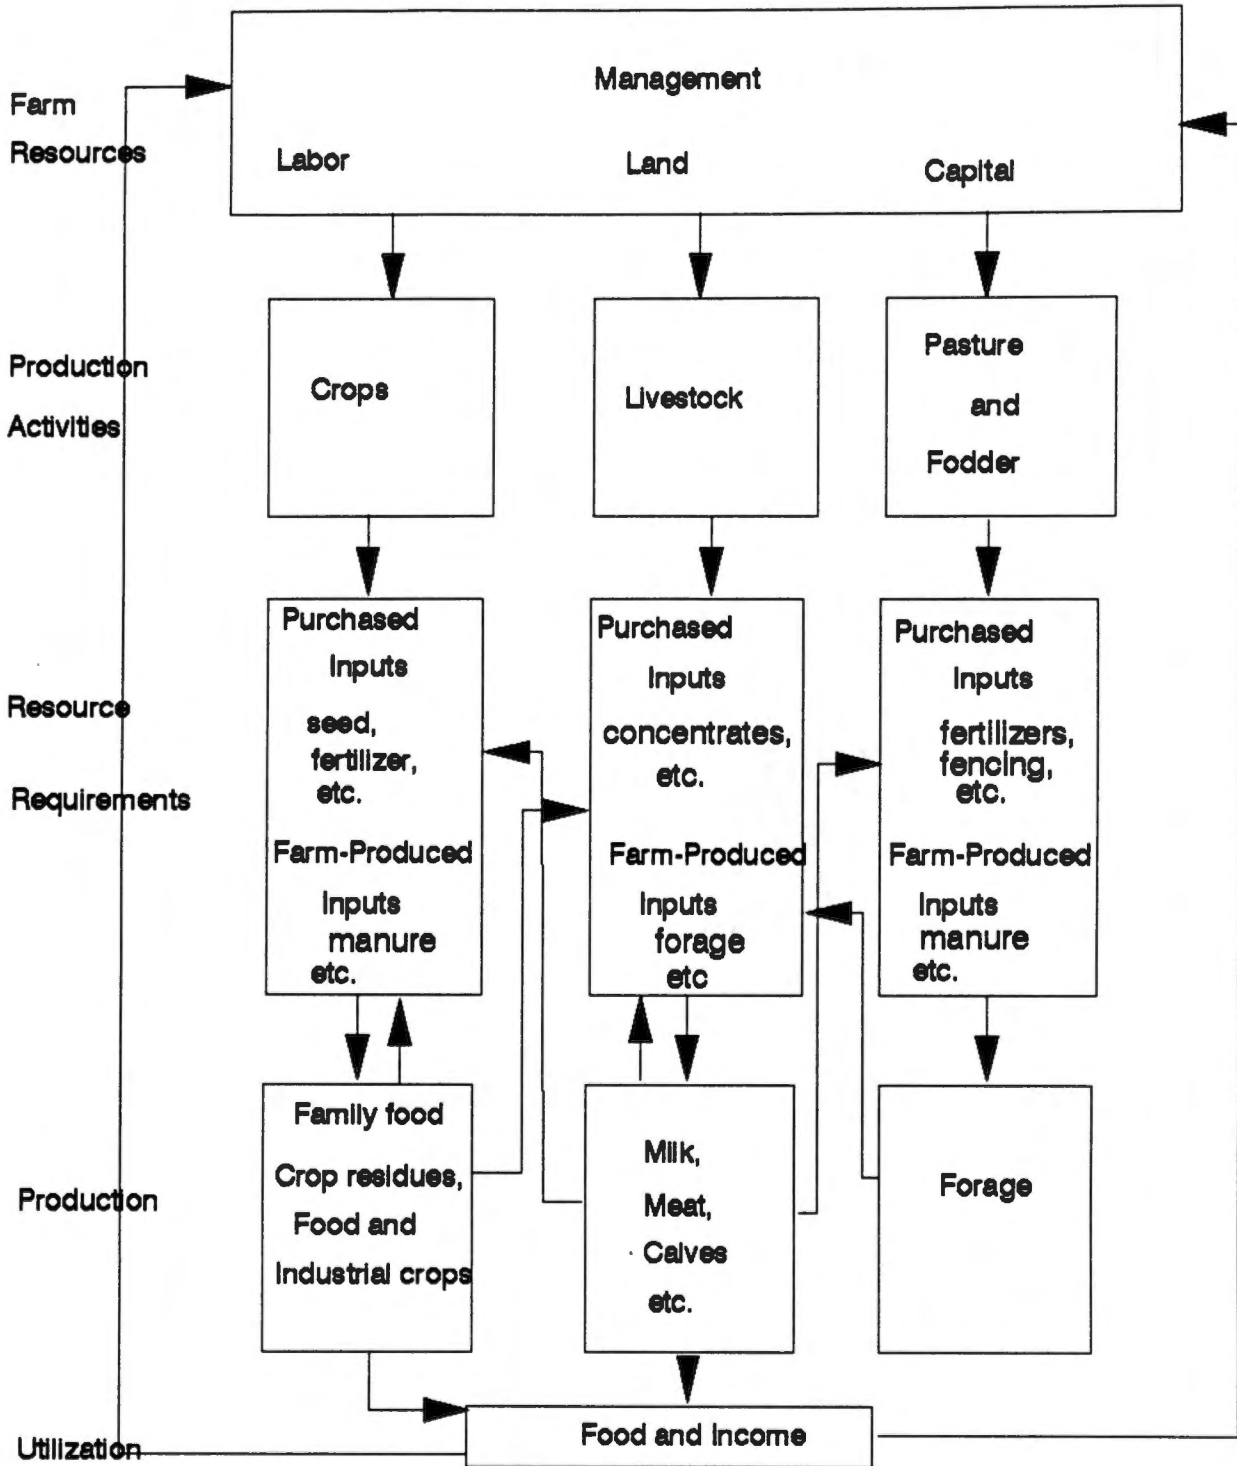 Management
Farm
Resources
Labor
Land
Capital
Production
Activities
Crops
Livestock
Pasture
and
Fodder
Resource
Requirements
Purchased
Inputs
seed,
fertilizer,
etc.
Farm-Produced
Inputs
manure
etc.
Purchased
Inputs
concentrates,
etc.
Farm-Produced
Inputs
forage
etc
Purchased
Inputs
fertilizers,
fencing,
etc.
Farm-Produced
Inputs
manure
etc.
Production
Family food
Crop residues,
Food and
Industrial crops
Milk,
Meat,
Calves
etc.
Forage
Utilization
Food and Income